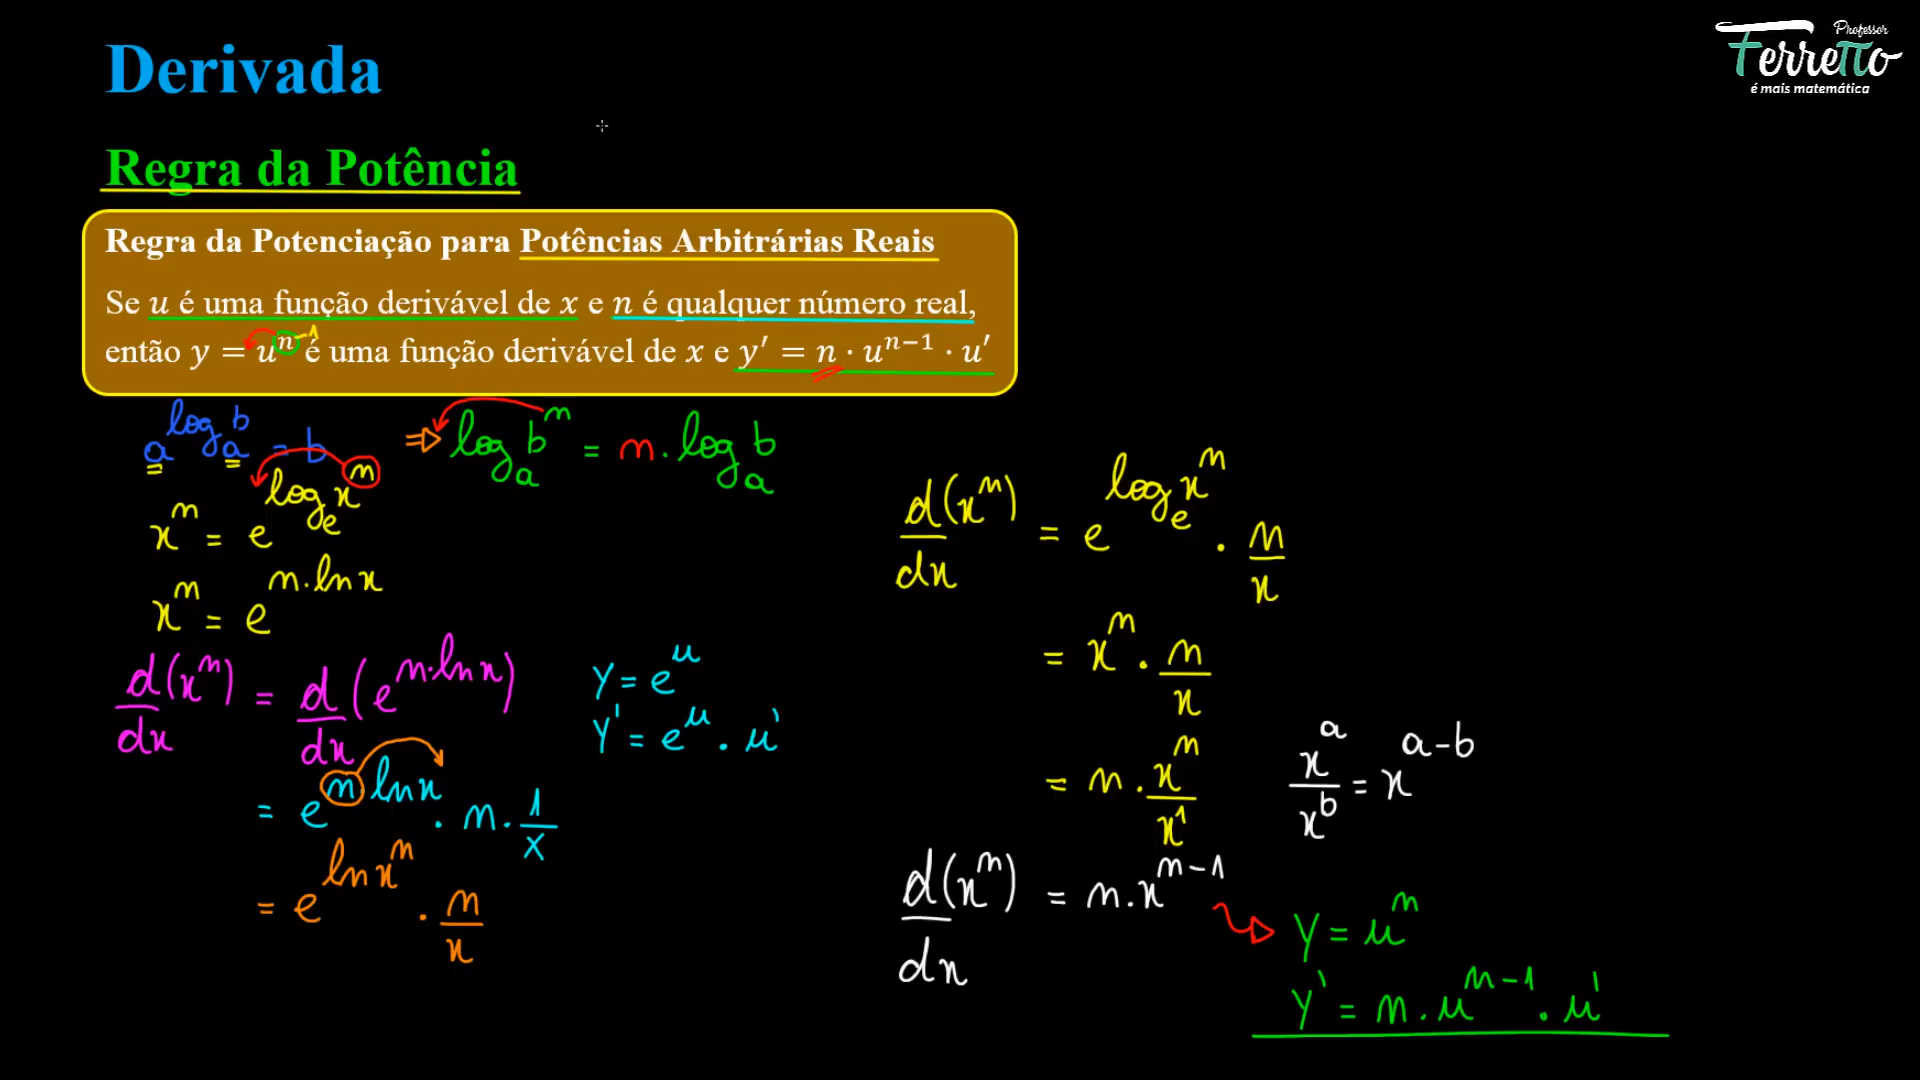 Derivada
Professor
Ferretto
é mais matemática
Regra da Potência
Regra da Potenciação para Potências Arbitrárias Reais
Se u é uma função derivável de x e n é qualquer número real,
então y = uⁿ é uma função derivável de x e y′ = n · uⁿ⁻¹ · u′
-1
a^(log_a b) = b ⇒ log_a bⁿ = n . log_a b
xⁿ = e^(log_e xⁿ)
xⁿ = e^(n.ln x)
d(xⁿ)/dx = d/dx (e^(n.ln x))
= e^(n ln x) . n . 1/x
= e^(ln xⁿ) . n/x
y = e^u
y' = e^u . u'
d(xⁿ)/dx = e^(log_e xⁿ) . n/x
= xⁿ . n/x
= n . xⁿ/x¹
x^a/x^b = x^(a-b)
d(xⁿ)/dx = n . xⁿ⁻¹
y = uⁿ
y' = n . uⁿ⁻¹ . u'